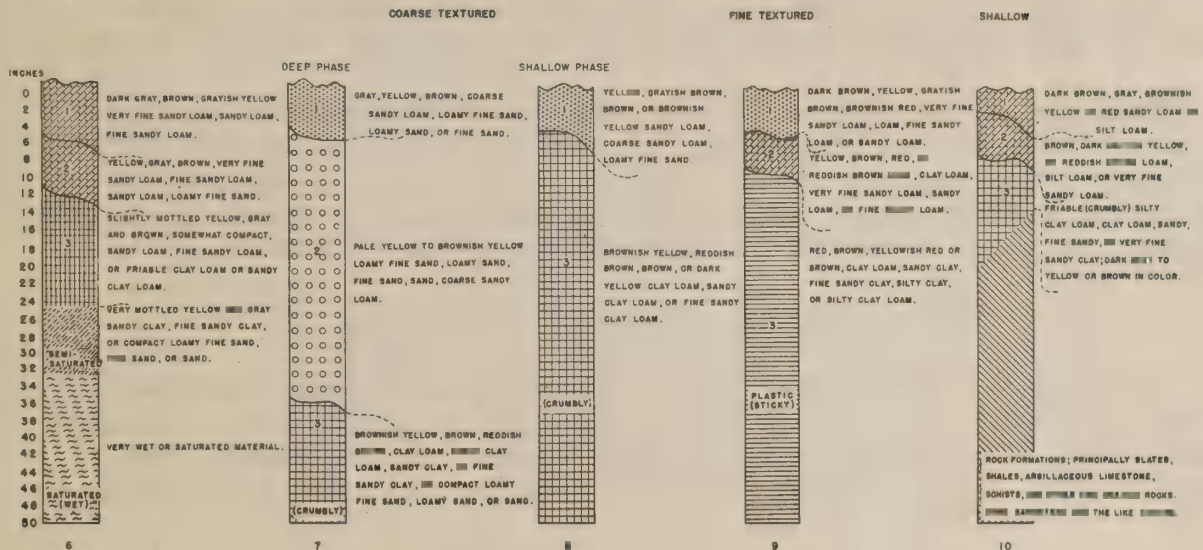 COARSE TEXTURED
FINE TEXTURED
SHALLOW
DEEP PHASE
SHALLOW PHASE
INCHES
0
2
4
6
8
10
12
14
16
18
20
22
24
26
28
30
32
34
36
38
40
42
44
46
48
50
1
2
3
SEMI-
SATURATED
SATURATED
(WET)
6
DARK GRAY, BROWN, GRAYISH YELLOW
VERY FINE SANDY LOAM, SANDY LOAM,
FINE SANDY LOAM.
YELLOW, GRAY, BROWN, VERY FINE
SANDY LOAM, FINE SANDY LOAM,
SANDY LOAM, LOAMY FINE SAND.
SLIGHTLY MOTTLED YELLOW, GRAY
AND BROWN, SOMEWHAT COMPACT,
SANDY LOAM, FINE SANDY LOAM,
OR FRIABLE CLAY LOAM OR SANDY
CLAY LOAM.
VERY MOTTLED YELLOW GRAY
SANDY CLAY, FINE SANDY CLAY,
OR COMPACT LOAMY FINE SAND,
SAND, OR SAND.
VERY WET OR SATURATED MATERIAL.
1
2
3
(CRUMBLY)
7
GRAY, YELLOW, BROWN, COARSE
SANDY LOAM, LOAMY FINE SAND,
LOAMY SAND, OR FINE SAND.
PALE YELLOW TO BROWNISH YELLOW
LOAMY FINE SAND, LOAMY SAND,
FINE SAND, SAND, COARSE SANDY
LOAM.
BROWNISH YELLOW, BROWN, REDDISH
, CLAY LOAM, CLAY
LOAM, SANDY CLAY, FINE
SANDY CLAY, COMPACT LOAMY
FINE SAND, LOAMY SAND, OR SAND.
1
3
(CRUMBLY)
8
, GRAYISH BROWN,
BROWN, OR BROWNISH
YELLOW SANDY LOAM,
COARSE SANDY LOAM,
LOAMY FINE SAND.
BROWNISH YELLOW, REDDISH
BROWN, BROWN, OR DARK
YELLOW CLAY LOAM, SANDY
CLAY LOAM, OR FINE SANDY
CLAY LOAM.
1
2
3
PLASTIC
(STICKY)
9
DARK BROWN, YELLOW, GRAYISH
BROWN, BROWNISH RED, VERY FINE
SANDY LOAM, LOAM, FINE SANDY
LOAM, OR SANDY LOAM.
YELLOW, BROWN, RED,
REDDISH BROWN , CLAY LOAM,
VERY FINE SANDY LOAM, SANDY
LOAM, FINE LOAM.
RED, BROWN, YELLOWISH RED OR
BROWN, CLAY LOAM, SANDY CLAY,
FINE SANDY CLAY, SILTY CLAY,
OR SILTY CLAY LOAM.
1
2
3
10
DARK BROWN, GRAY, BROWNISH
YELLOW RED SANDY LOAM
SILT LOAM.
BROWN, DARK YELLOW,
REDDISH LOAM,
SILT LOAM, OR VERY FINE
SANDY LOAM.
FRIABLE (CRUMBLY) SILTY
CLAY LOAM, CLAY LOAM, SANDY,
FINE SANDY, VERY FINE
SANDY CLAY; DARK TO
YELLOW OR BROWN IN COLOR.
ROCK FORMATIONS; PRINCIPALLY SLATES,
SHALES, ARGILLACEOUS LIMESTONE,
SCHISTS, ROCKS.
THE LIKE